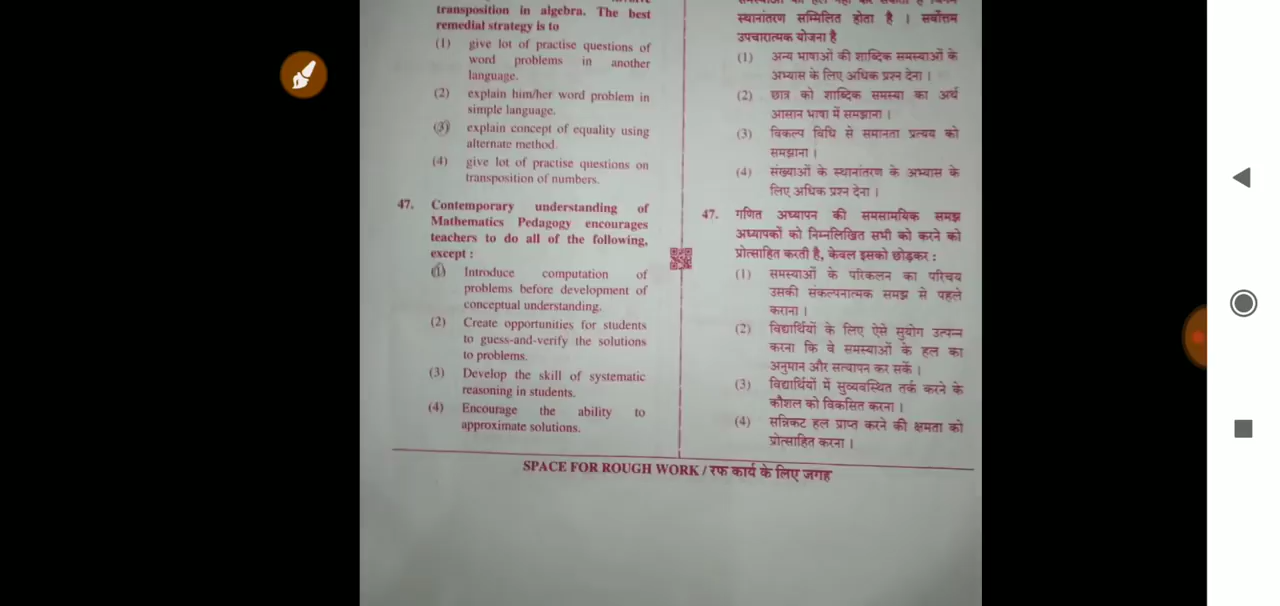 transposition in algebra. The best
remedial strategy is to
(1) give lot of practise questions of
word problems in another
language.
(2) explain him/her word problem in
simple language.
(3) explain concept of equality using
alternate method.
(4) give lot of practise questions on
transposition of numbers.
47. Contemporary understanding of
Mathematics Pedagogy encourages
teachers to do all of the following,
except :
(1) Introduce computation of
problems before development of
conceptual understanding.
(2) Create opportunities for students
to guess-and-verify the solutions
to problems.
(3) Develop the skill of systematic
reasoning in students.
(4) Encourage the ability to
approximate solutions.
स्थानांतरण सम्मिलित होता है । सर्वोत्तम
उपचारात्मक योजना है
(1) अन्य भाषाओं की शाब्दिक समस्याओं के
अभ्यास के लिए अधिक प्रश्न देना ।
(2) छात्र को शाब्दिक समस्या का अर्थ
आसान भाषा में समझाना ।
(3) विकल्प विधि से समानता प्रत्यय को
समझाना ।
(4) संख्याओं के स्थानांतरण के अभ्यास के
लिए अधिक प्रश्न देना ।
47. गणित अध्यापन की समसामयिक समझ
अध्यापकों को निम्नलिखित सभी को करने को
प्रोत्साहित करती है, केवल इसको छोड़कर :
(1) समस्याओं के परिकलन का परिचय
उसकी संकल्पनात्मक समझ से पहले
कराना ।
(2) विद्यार्थियों के लिए ऐसे सुयोग उत्पन्न
करना कि वे समस्याओं के हल का
अनुमान और सत्यापन कर सकें ।
(3) विद्यार्थियों में सुव्यवस्थित तर्क करने के
कौशल को विकसित करना ।
(4) सन्निकट हल प्राप्त करने की क्षमता को
प्रोत्साहित करना ।
SPACE FOR ROUGH WORK / रफ कार्य के लिए जगह